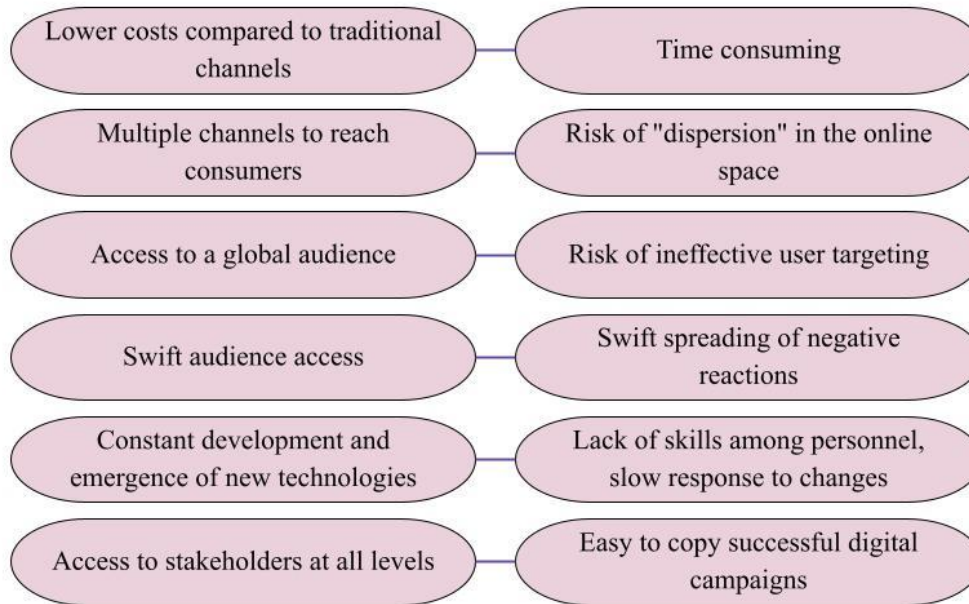 Lower costs compared to traditional
channels
Time consuming
Multiple channels to reach
consumers
Risk of "dispersion" in the online
space
Access to a global audience
Risk of ineffective user targeting
Swift audience access
Swift spreading of negative
reactions
Constant development and
emergence of new technologies
Lack of skills among personnel,
slow response to changes
Access to stakeholders at all levels
Easy to copy successful digital
campaigns